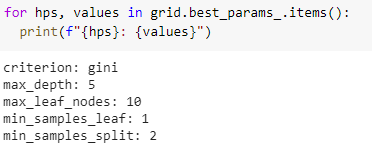 for hps, values in grid.best_params_.items():
  print(f"{hps}: {values}")
criterion: gini
max_depth: 5
max_leaf_nodes: 10
min_samples_leaf: 1
min_samples_split: 2